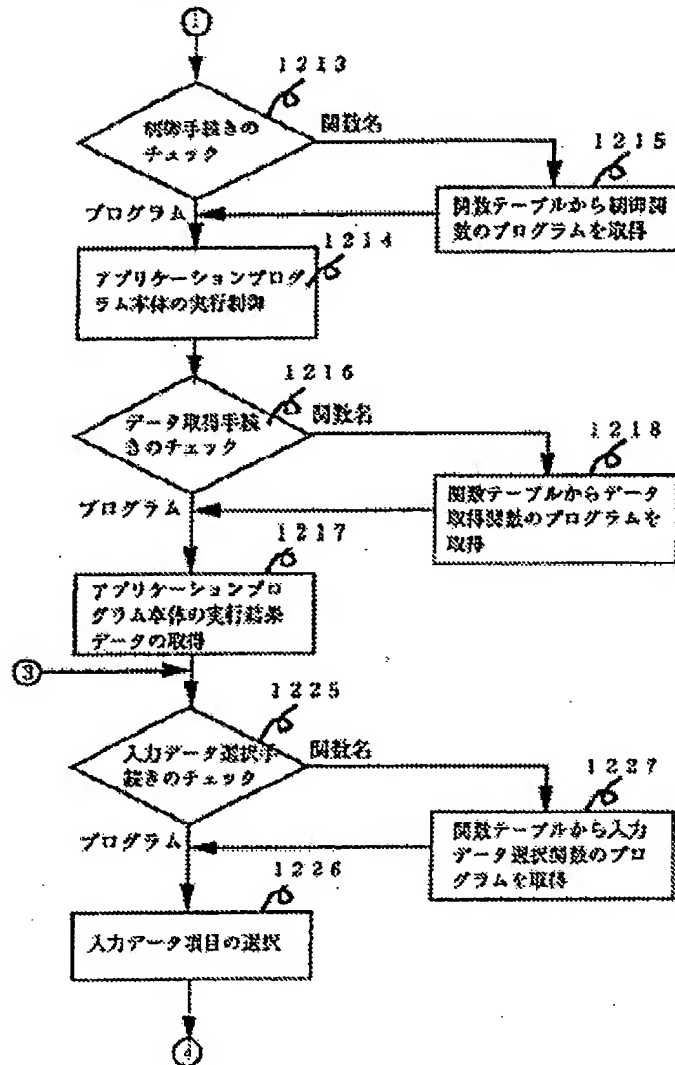 ①
1213
制御手続きの
チェック
関数名
1215
関数テーブルから制御関
数のプログラムを取得
プログラム
1214
アプリケーションプログ
ラム本体の実行制御
1216
データ取得手続
きのチェック
関数名
1218
関数テーブルからデータ
取得関数のプログラムを
取得
プログラム
1217
アプリケーションプロ
グラム本体の実行結果
データの取得
③
1225
入力データ選択手
続きのチェック
関数名
1227
関数テーブルから入力
データ選択関数のプロ
グラムを取得
プログラム
1226
入力データ項目の選択
④